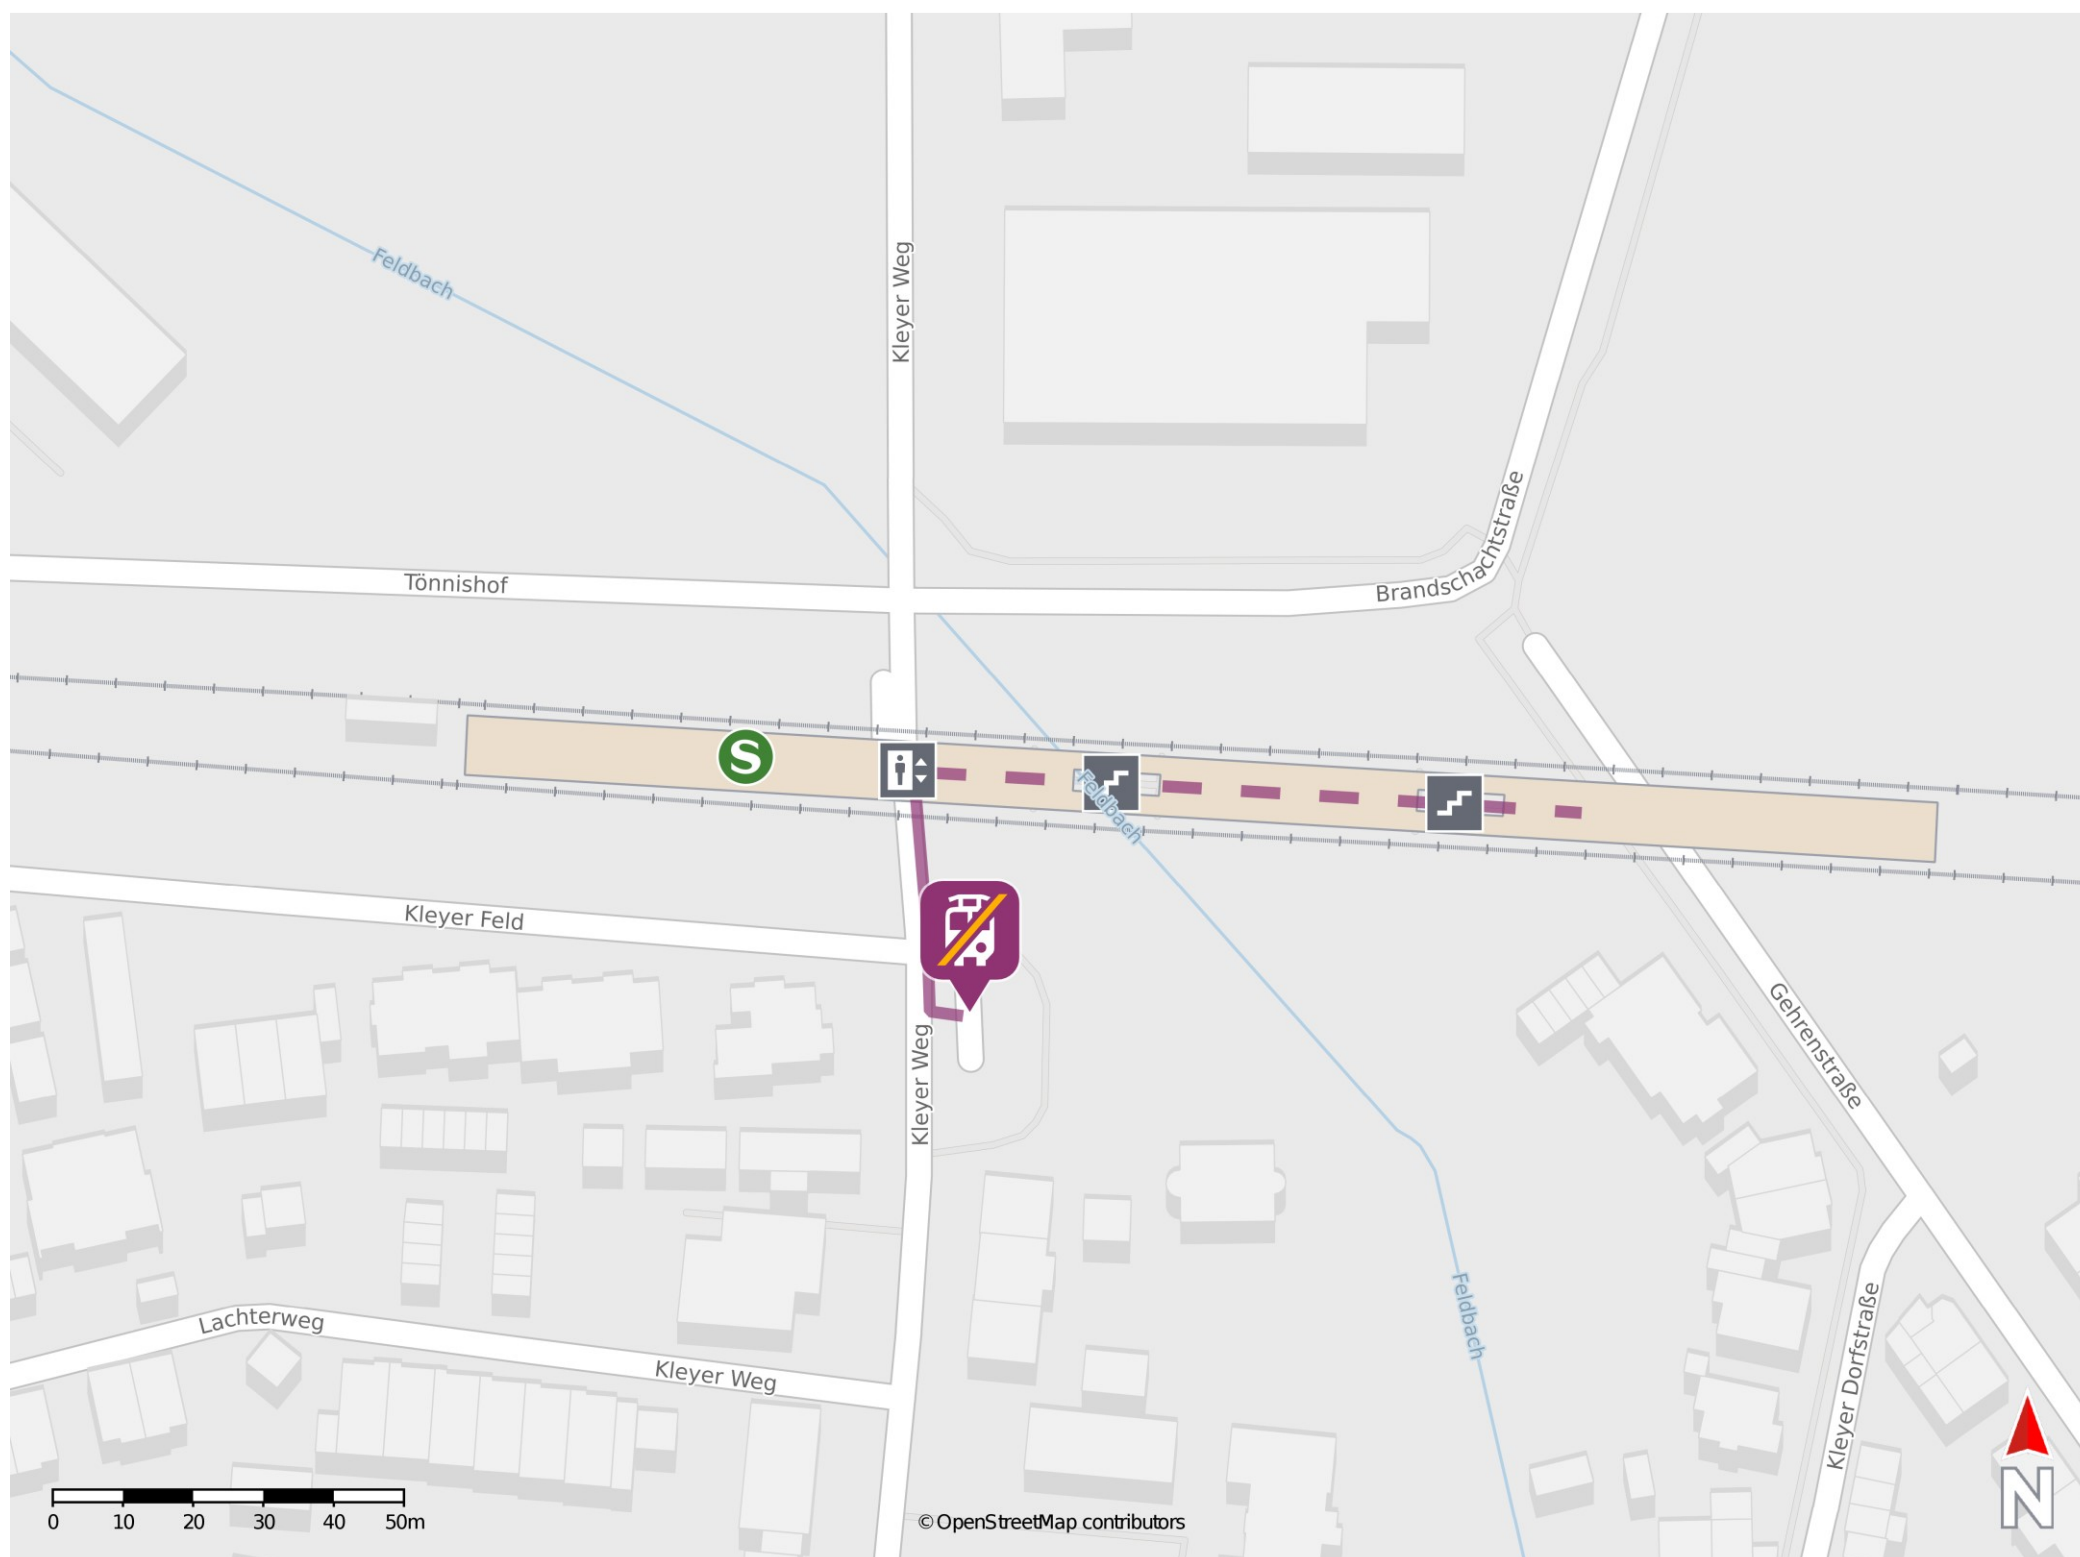 Kleyer Weg
Feldbach
Tönnishof
Brandschachtstraße
S
Feldbach
Kleyer Feld
Gehrenstraße
Kleyer Weg
Feldbach
Lachterweg
Kleyer Weg
Kleyer Dorfstraße
0 10 20 30 40 50m
© OpenStreetMap contributors
N